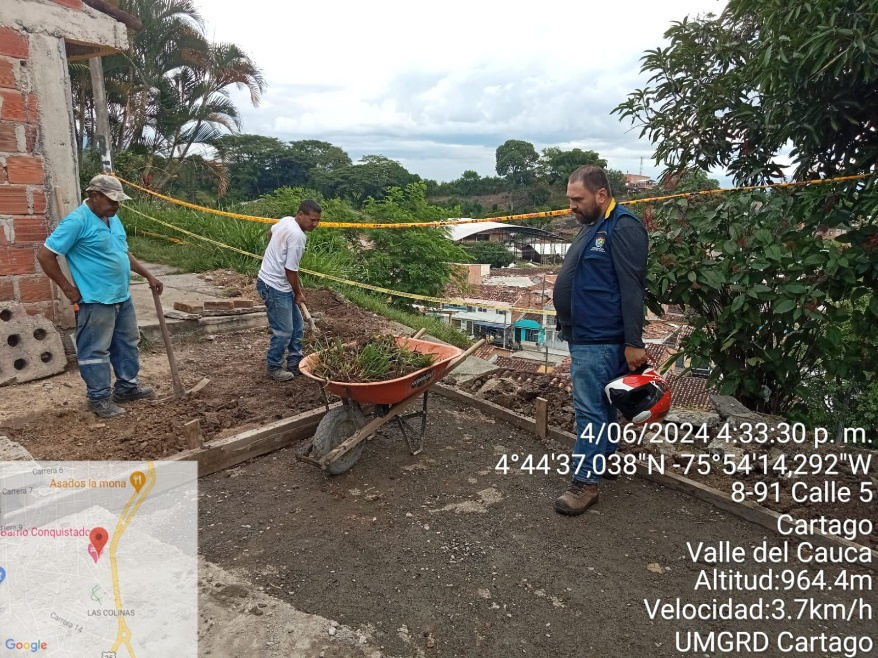 4/06/2024 4:33:30 p. m.
4°44'37,038"N -75°54'14,292"W
8-91 Calle 5
Cartago
Valle del Cauca
Altitud:964.4m
Velocidad:3.7km/h
UMGRD Cartago
Carrera 6
Carrera 7
Asados la mona
Barrio Conquistado
LAS COLINAS
Carrera 14
Google